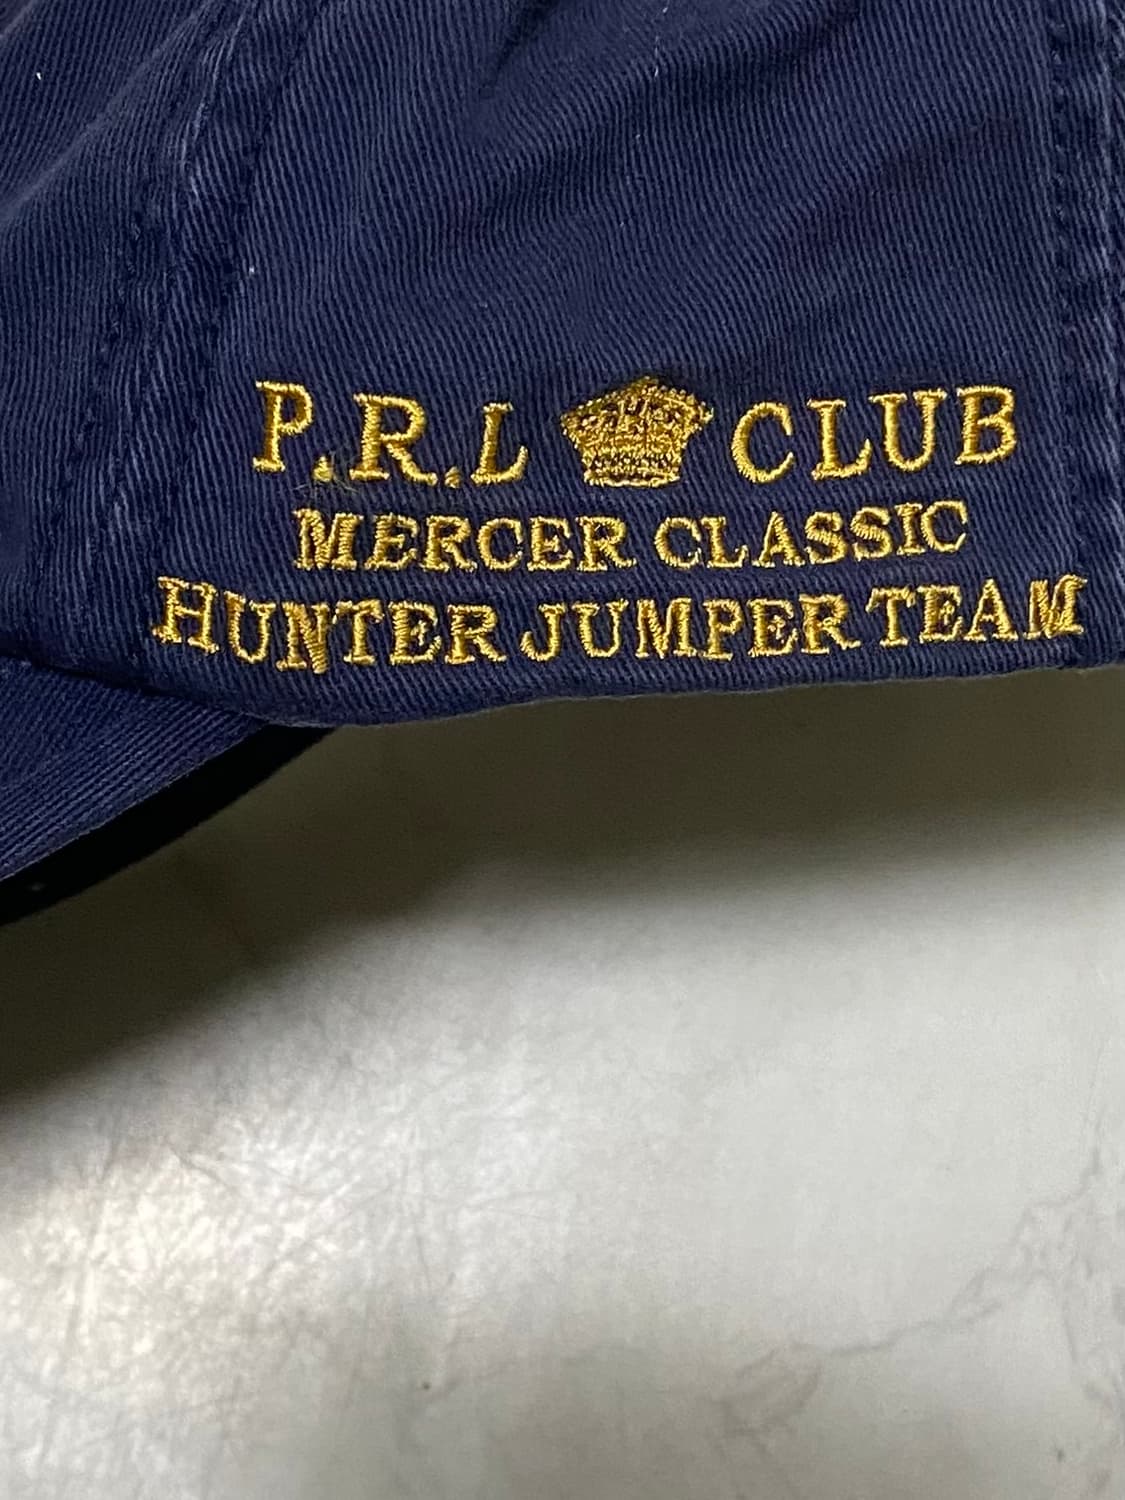 P.R.L CLUB
MERCER CLASSIC
HUNTER JUMPER TEAM